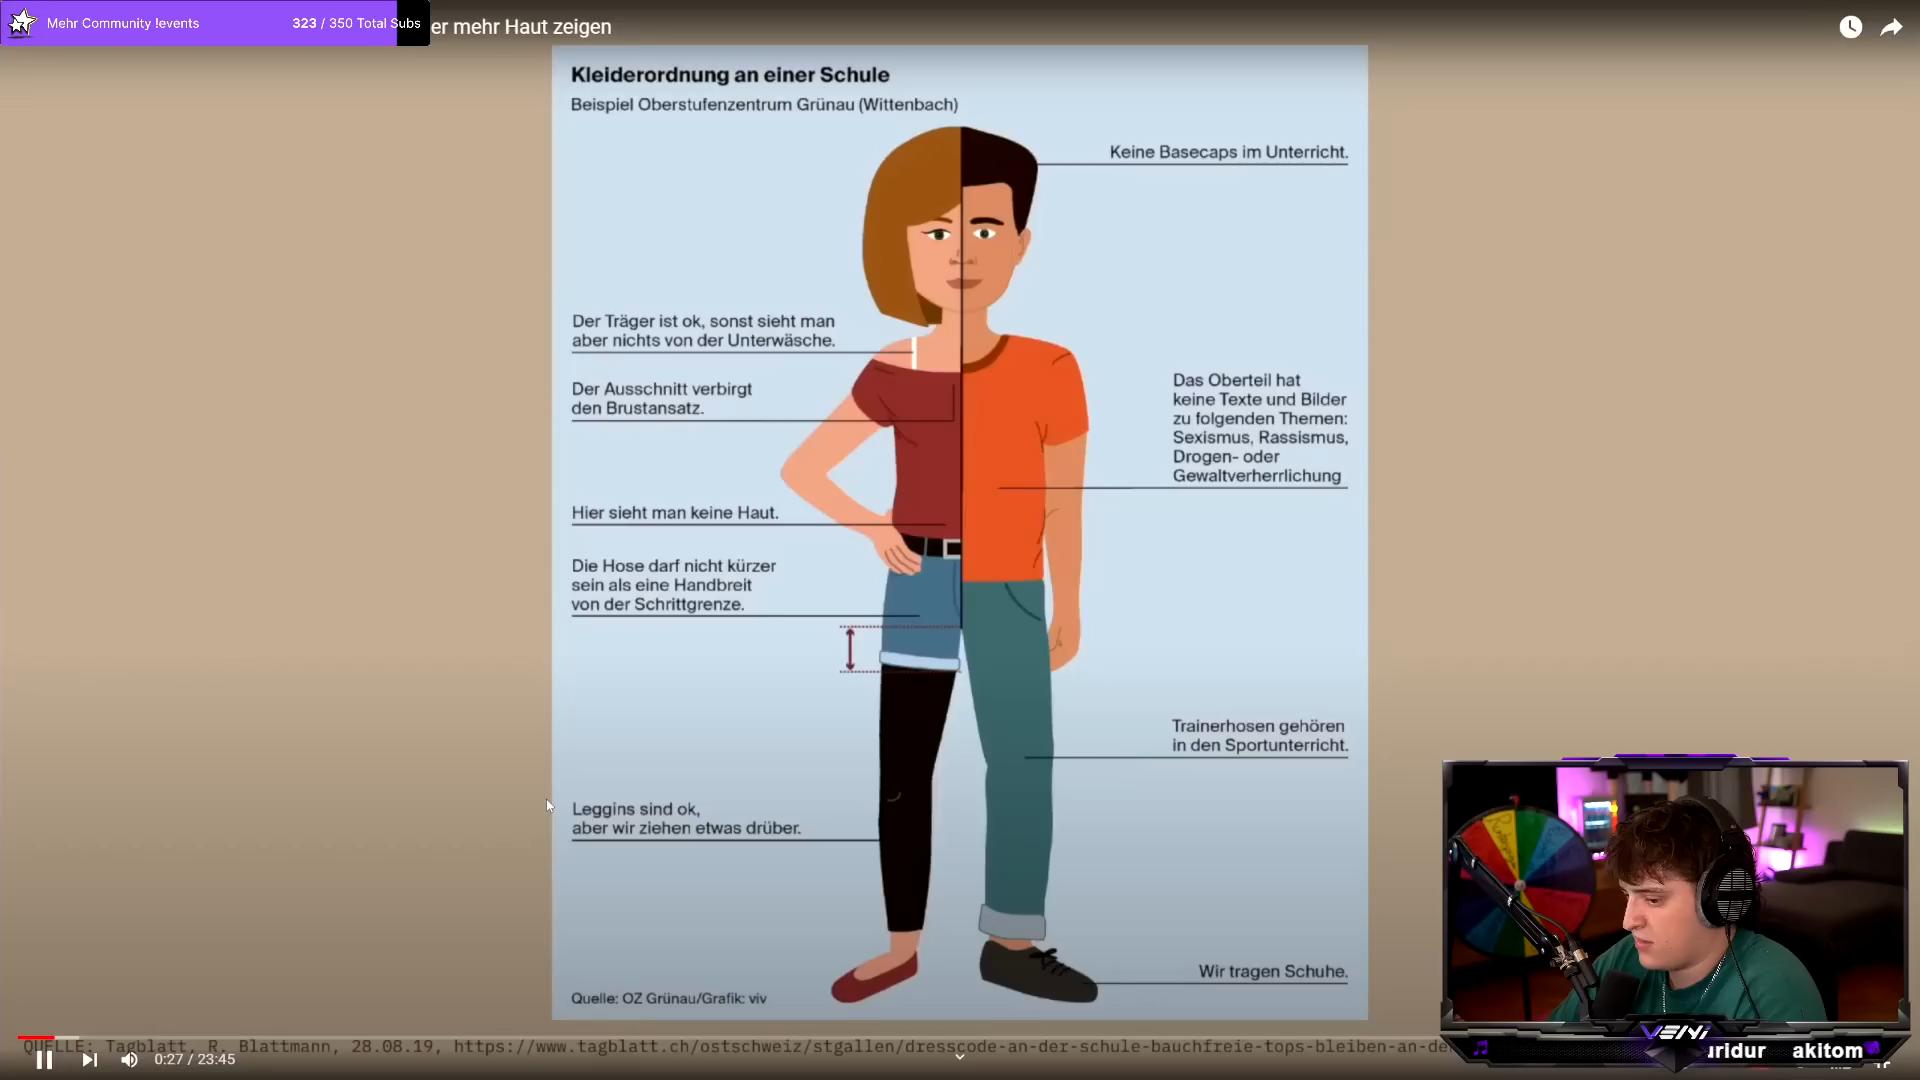 Mehr Community !events
323 / 350 Total Subs
er mehr Haut zeigen
Kleiderordnung an einer Schule
Beispiel Oberstufenzentrum Grünau (Wittenbach)
Keine Basecaps im Unterricht.
Der Träger ist ok, sonst sieht man
aber nichts von der Unterwäsche.
Der Ausschnitt verbirgt
den Brustansatz.
Das Oberteil hat
keine Texte und Bilder
zu folgenden Themen:
Sexismus, Rassismus,
Drogen- oder
Gewaltverherrlichung
Hier sieht man keine Haut.
Die Hose darf nicht kürzer
sein als eine Handbreit
von der Schrittgrenze.
Trainerhosen gehören
in den Sportunterricht.
Leggins sind ok,
aber wir ziehen etwas drüber.
Wir tragen Schuhe.
Quelle: OZ Grünau/Grafik: viv
QUELLE: Tagblatt, R. Blattmann, 28.08.19, https://www.tagblatt.ch/ostschweiz/stgallen/dresscode-an-der-schule-bauchfreie-tops-bleiben-an-de
0:27 / 23:45
VENI
uridur akitom